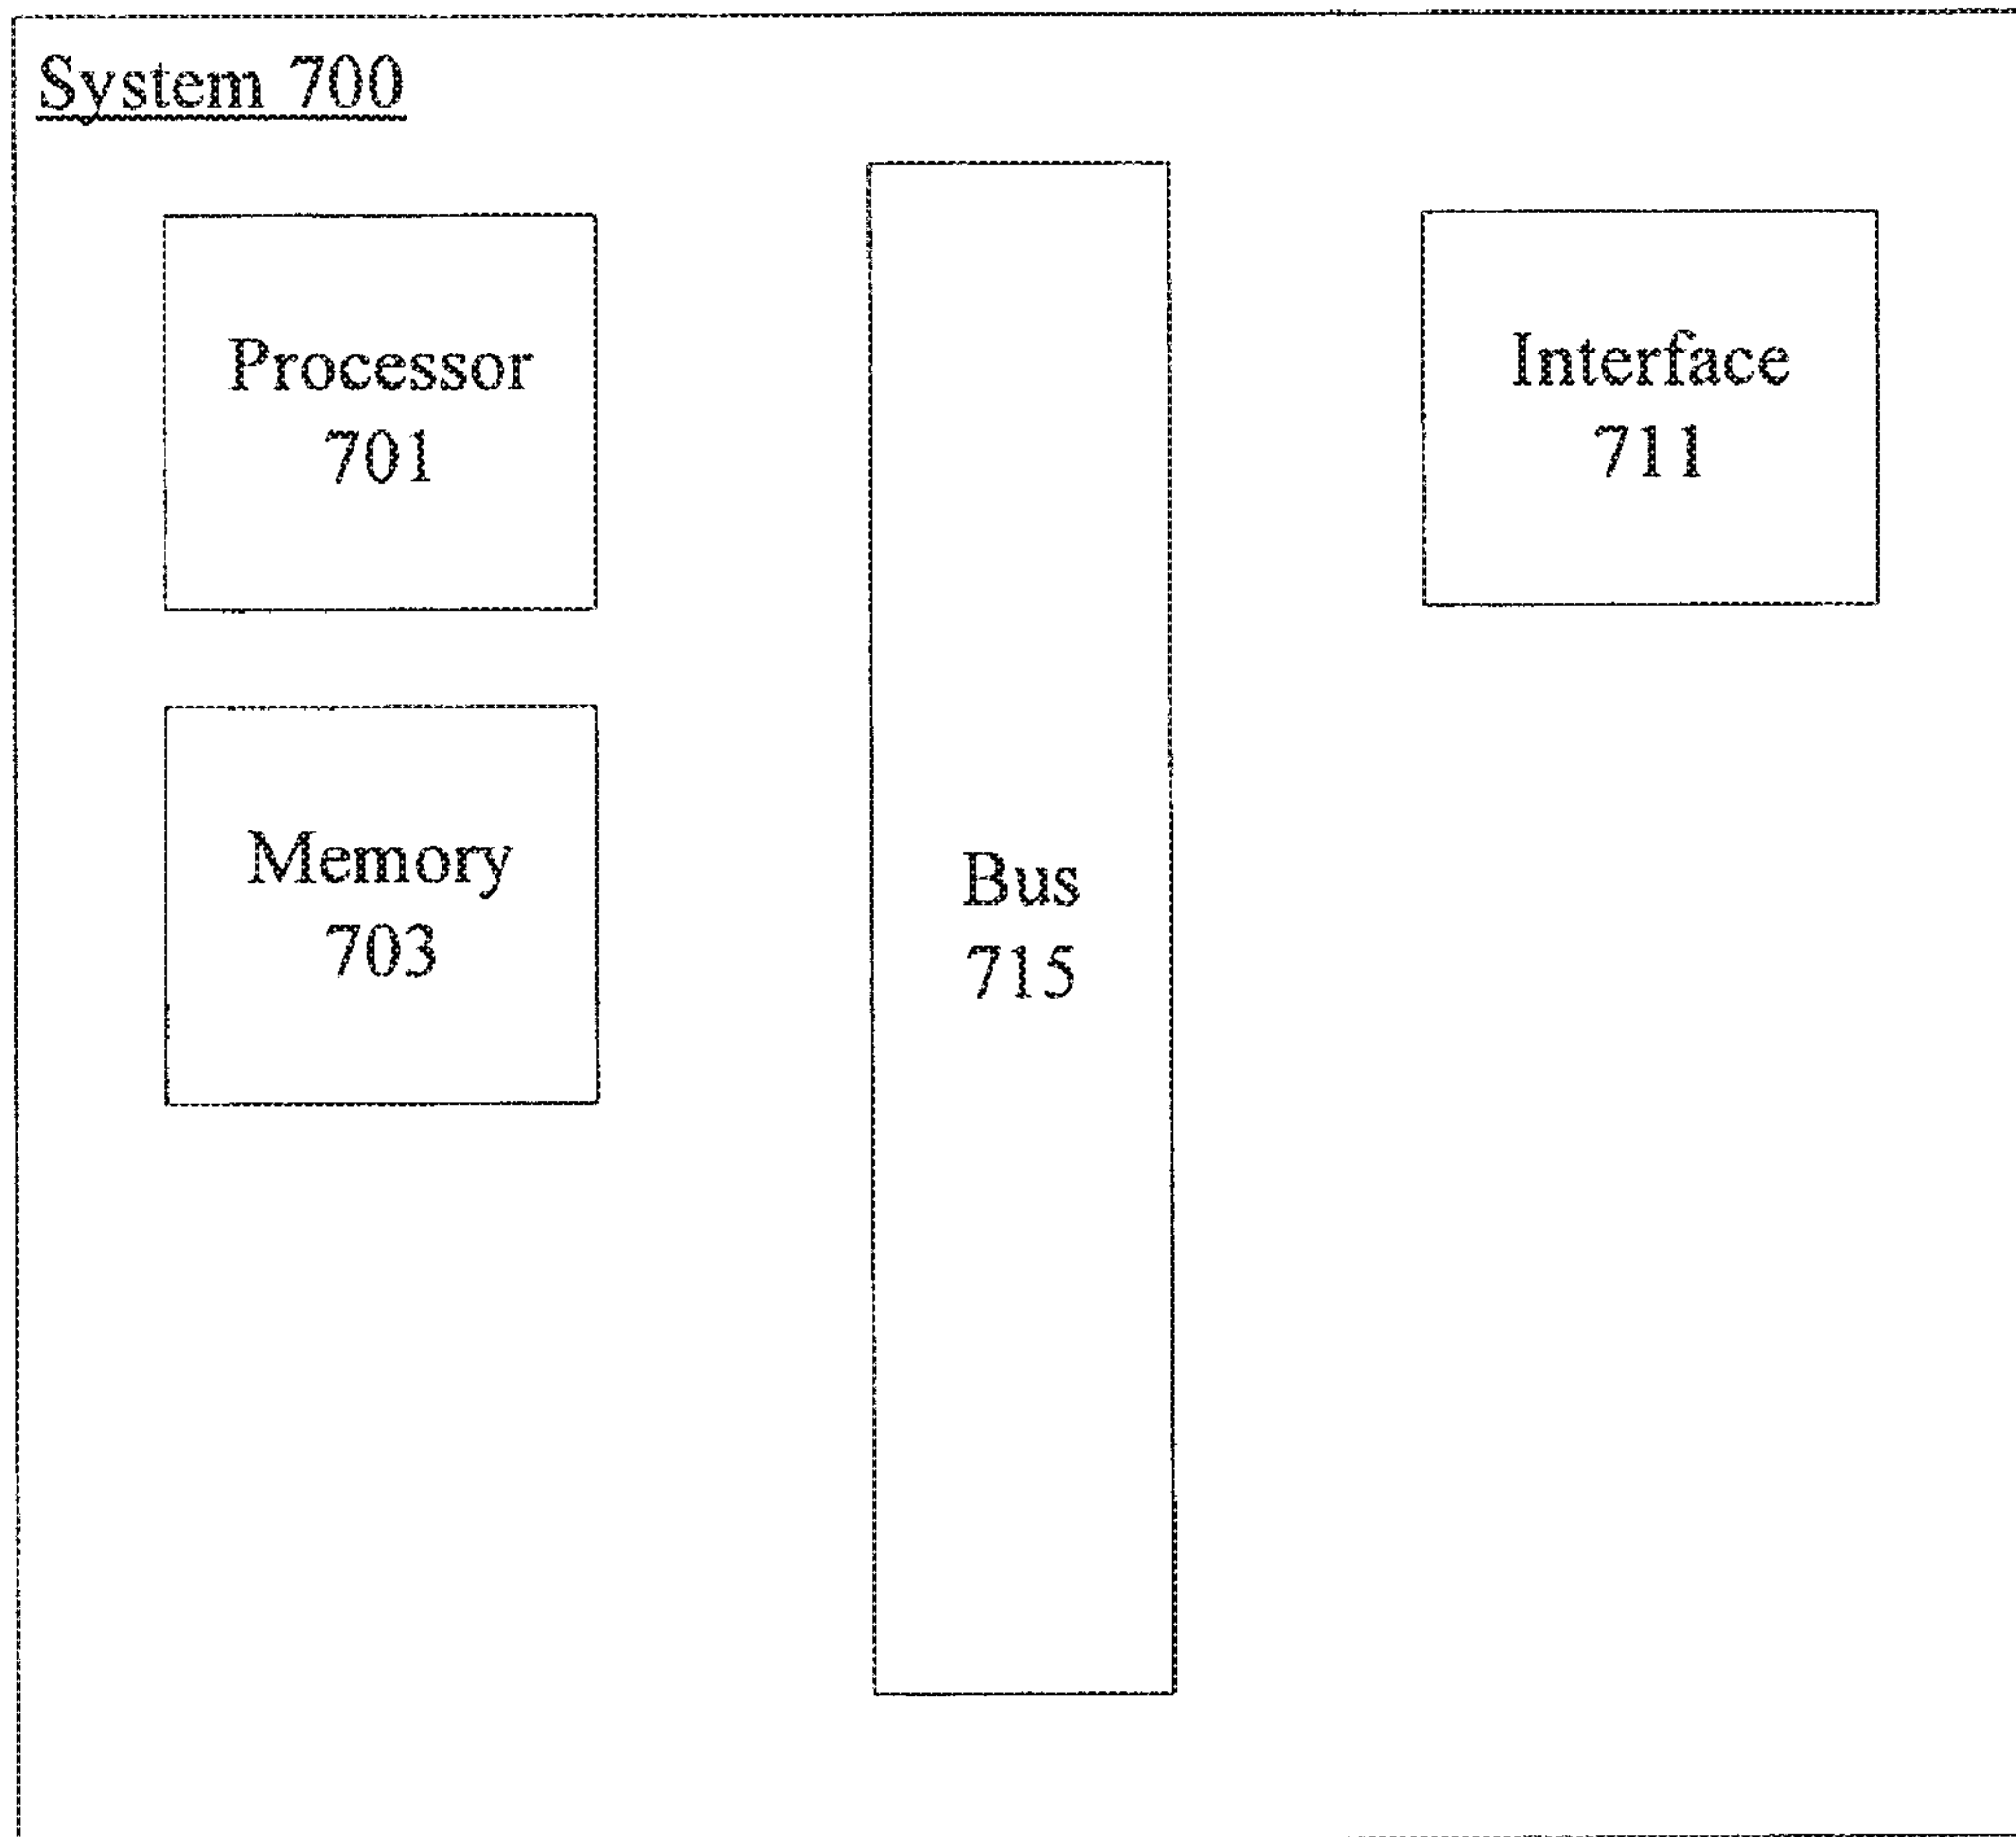 System 700
Processor
701
Interface
711
Memory
703
Bus
715